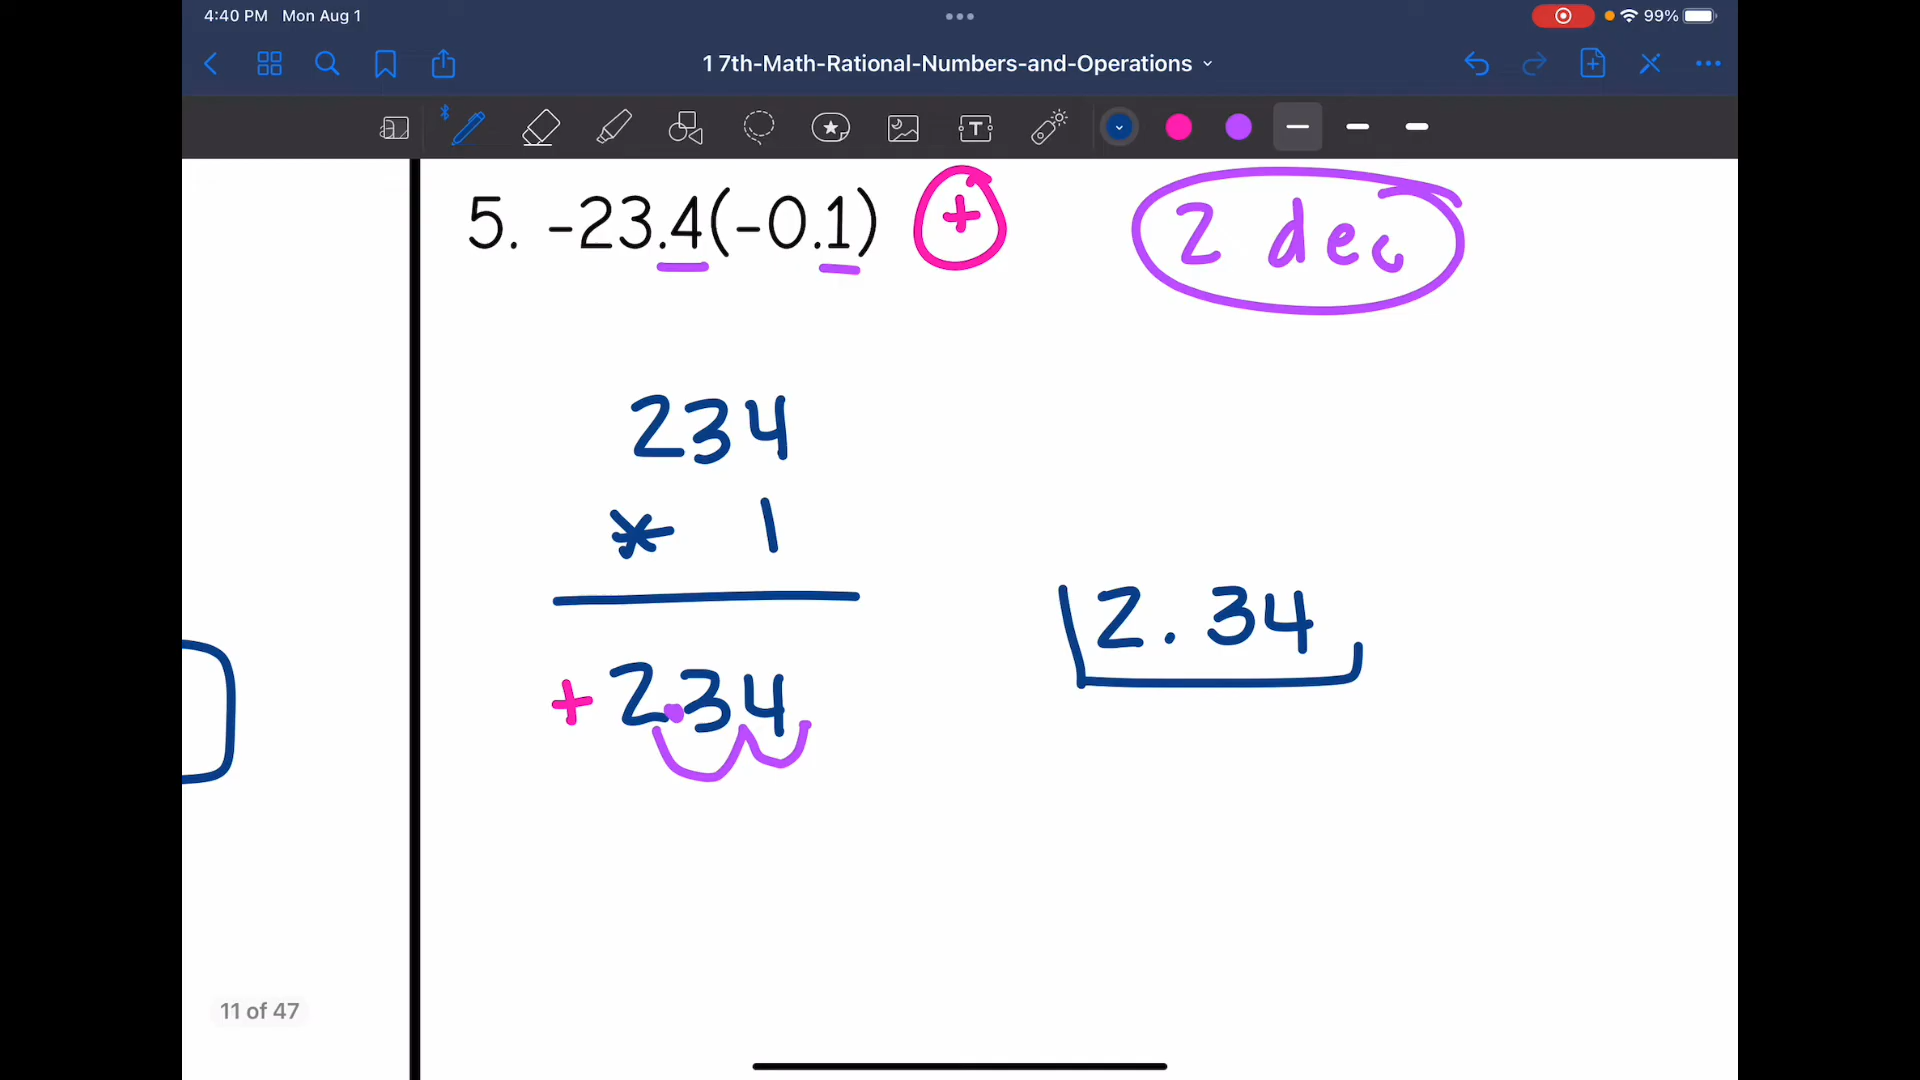 4:40 PM Mon Aug 1
99%
1 7th-Math-Rational-Numbers-and-Operations
T
5. -23.4(-0.1) +
2 dec
234
* 1
+ 2.34
2.34
11 of 47